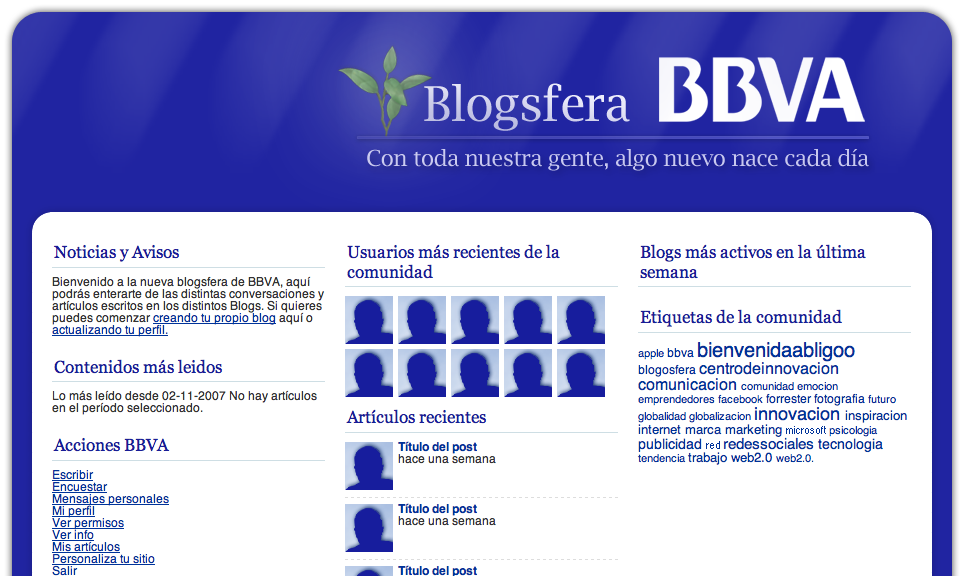 Blogsfera BBVA
Con toda nuestra gente, algo nuevo nace cada día
Noticias y Avisos
Bienvenido a la nueva blogsfera de BBVA, aquí
podrás enterarte de las distintas conversaciones y
artículos escritos en los distintos Blogs. Si quieres
puedes comenzar creando tu propio blog aquí o
actualizando tu perfil.
Contenidos más leidos
Lo más leído desde 02-11-2007 No hay artículos
en el período seleccionado.
Acciones BBVA
Escribir
Encuestar
Mensajes personales
Mi perfil
Ver permisos
Ver info
Mis artículos
Personaliza tu sitio
Salir
Usuarios más recientes de la
comunidad
Artículos recientes
Título del post
hace una semana
Título del post
hace una semana
Título del post
Blogs más activos en la última
semana
Etiquetas de la comunidad
apple bbva bienvenidaabligoo
blogosfera centrodeinnovacion
comunicacion comunidad emocion
emprendedores facebook forrester fotografia futuro
globalidad globalizacion innovacion inspiracion
internet marca marketing microsoft psicologia
publicidad red redessociales tecnologia
tendencia trabajo web2.0 web2.0.